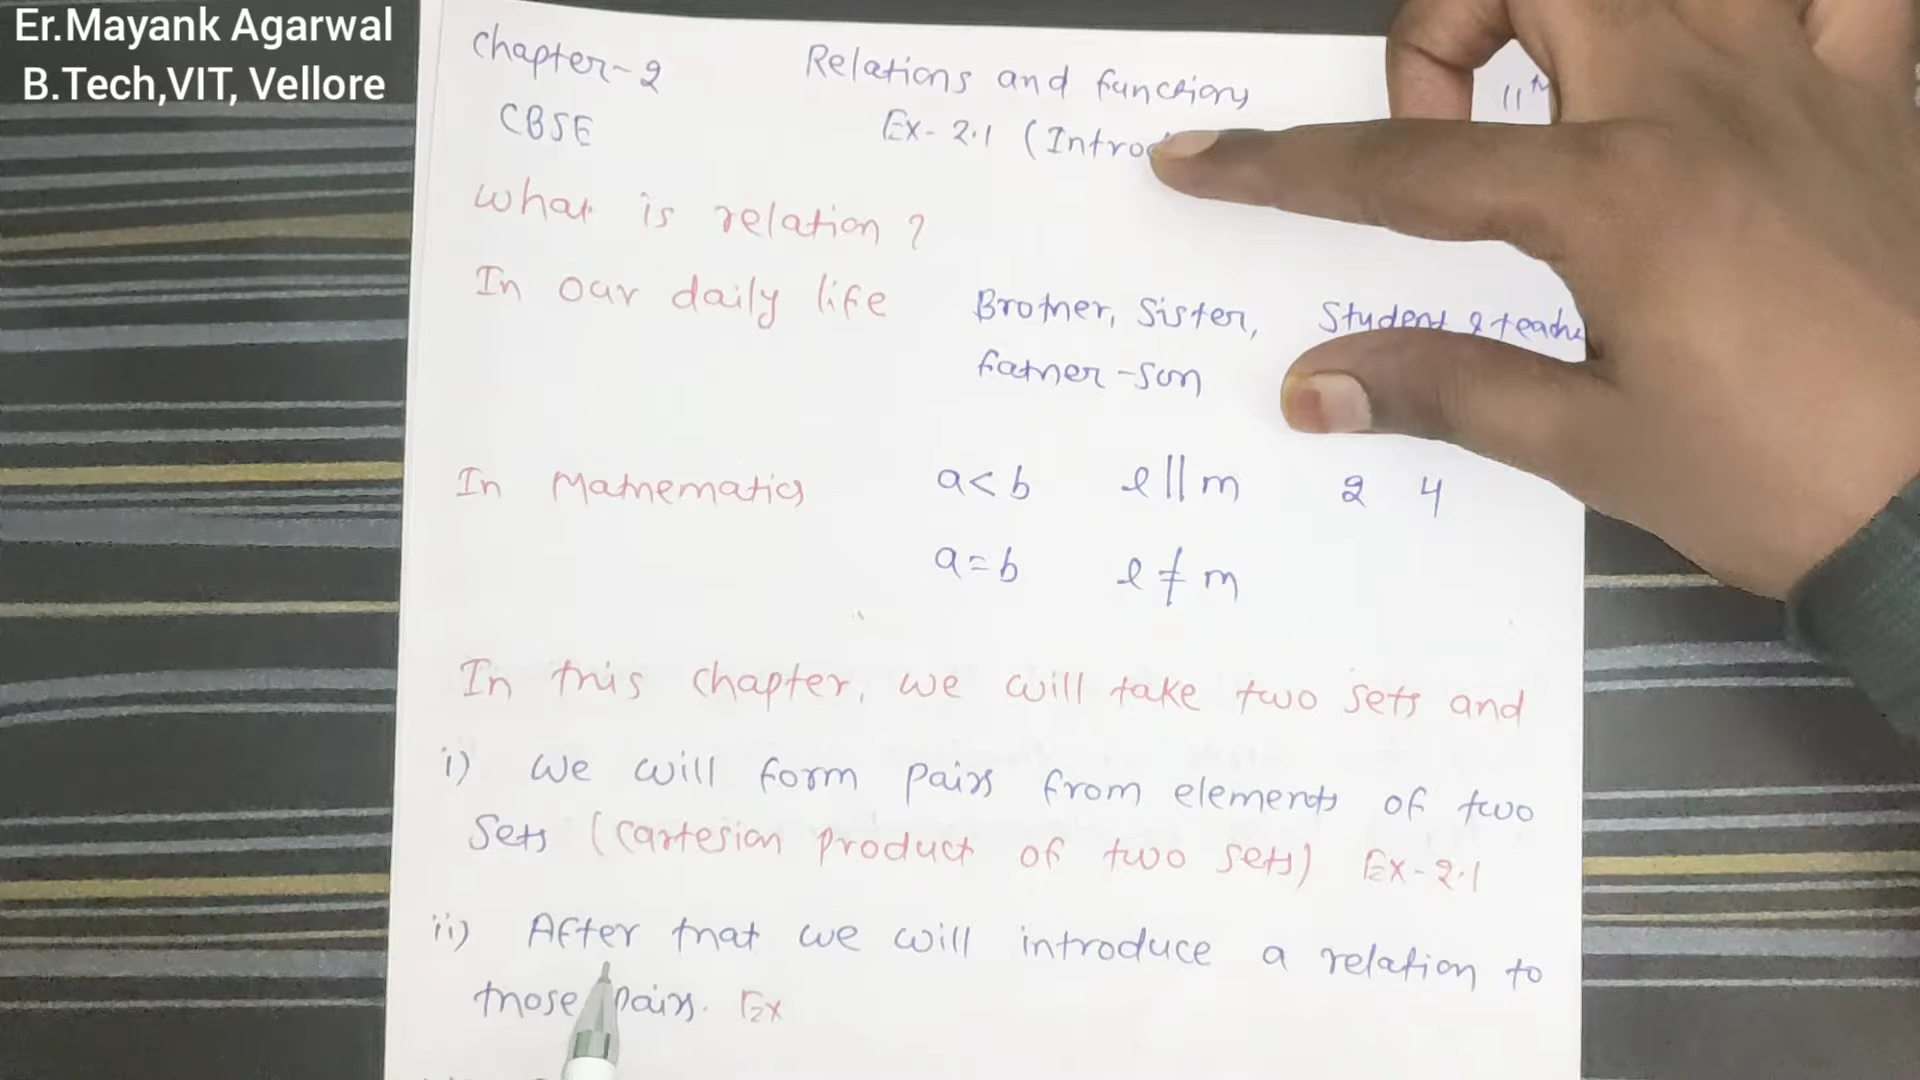 Er.Mayank Agarwal
B.Tech,VIT, Vellore
Chapter-2 Relations and functions 11th
CBSE Ex- 2.1 (Introd
What is relation ?
In our daily life Brother, Sister, Student & teache
father -son
In Mathematics a< b l || m 2 4
a=b l ≠ m
In this chapter, we will take two sets and
i) We will form pairs from elements of two
Sets (Cartesian product of two sets) Ex-2.1
ii) After that we will introduce a relation to
those pairs. Ex